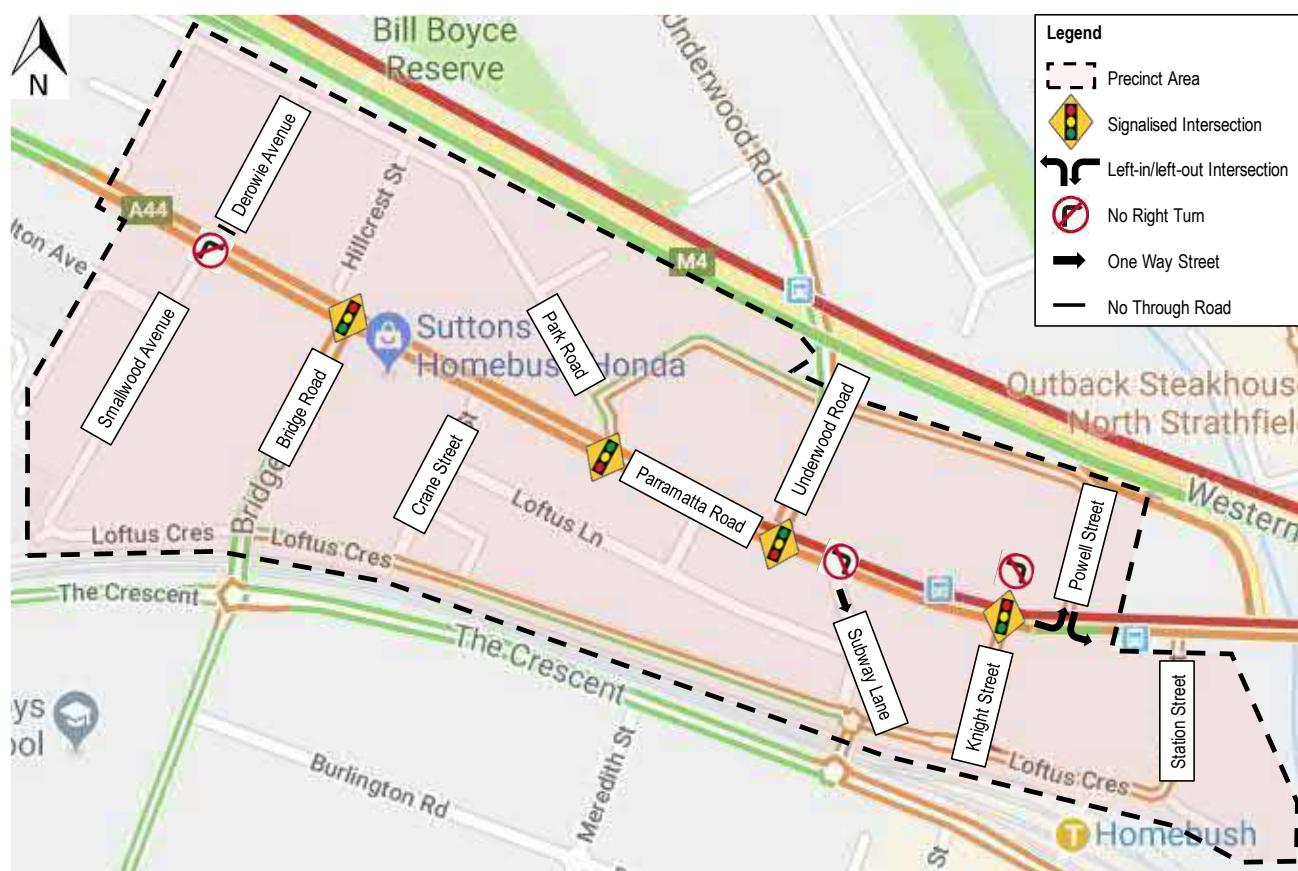 N
Bill Boyce
Reserve
Underwood Rd
Legend
Precinct Area
Signalised Intersection
Left-in/left-out Intersection
No Right Turn
One Way Street
No Through Road
Derowie Avenue
Hillcrest St
A44
M4
lton Ave
Smallwood Avenue
Bridge Road
Suttons
Homebush Honda
Park Road
Outback Steakhouse
North Strathfield
Western
Crane Street
Parramatta Road
Underwood Road
Powell Street
Loftus Ln
Bridge
Loftus Cres
Loftus Cres
The Crescent
The Crescent
Subway Lane
Knight Street
Station Street
Loftus Cres
ys
ool
Burlington Rd
Meredith St
St
T
Homebush